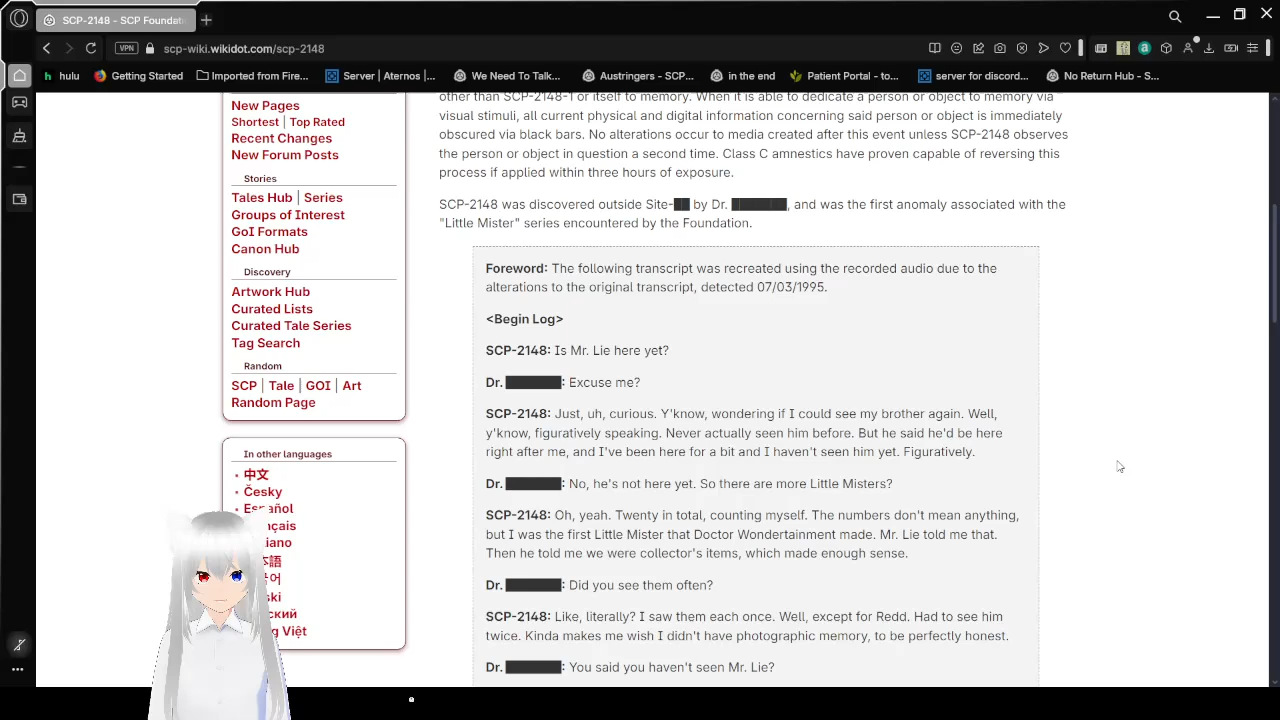 SCP-2148 - SCP Foundati
VPN
scp-wiki.wikidot.com/scp-2148
hulu
Getting Started
Imported from Fire...
Server | Aternos |...
We Need To Talk...
Austringers - SCP...
in the end
Patient Portal - to...
server for discord...
No Return Hub - S...
New Pages
Shortest | Top Rated
Recent Changes
New Forum Posts
Stories
Tales Hub | Series
Groups of Interest
GoI Formats
Canon Hub
Discovery
Artwork Hub
Curated Lists
Curated Tale Series
Tag Search
Random
SCP | Tale | GOI | Art
Random Page
In other languages
中文
Česky
Español
nçais
liano
本語
국어
ski
сский
g Việt
other than SCP-2148-1 or itself to memory. When it is able to dedicate a person or object to memory via
visual stimuli, all current physical and digital information concerning said person or object is immediately
obscured via black bars. No alterations occur to media created after this event unless SCP-2148 observes
the person or object in question a second time. Class C amnestics have proven capable of reversing this
process if applied within three hours of exposure.
SCP-2148 was discovered outside Site-██ by Dr. ███████, and was the first anomaly associated with the
"Little Mister" series encountered by the Foundation.
Foreword: The following transcript was recreated using the recorded audio due to the
alterations to the original transcript, detected 07/03/1995.
<Begin Log>
SCP-2148: Is Mr. Lie here yet?
Dr. ███████: Excuse me?
SCP-2148: Just, uh, curious. Y'know, wondering if I could see my brother again. Well,
y'know, figuratively speaking. Never actually seen him before. But he said he'd be here
right after me, and I've been here for a bit and I haven't seen him yet. Figuratively.
Dr. ███████: No, he's not here yet. So there are more Little Misters?
SCP-2148: Oh, yeah. Twenty in total, counting myself. The numbers don't mean anything,
but I was the first Little Mister that Doctor Wondertainment made. Mr. Lie told me that.
Then he told me we were collector's items, which made enough sense.
Dr. ███████: Did you see them often?
SCP-2148: Like, literally? I saw them each once. Well, except for Redd. Had to see him
twice. Kinda makes me wish I didn't have photographic memory, to be perfectly honest.
Dr. ███████: You said you haven't seen Mr. Lie?